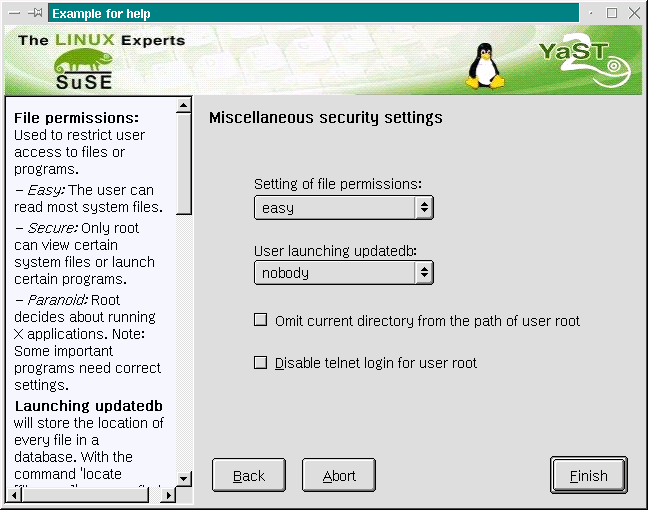 Example for help
The LINUX Experts
SuSE
YaST
2
File permissions:
Used to restrict user
access to files or
programs.
– Easy: The user can
read most system files.
– Secure: Only root
can view certain
system files or launch
certain programs.
– Paranoid: Root
decides about running
X applications. Note:
Some important
programs need correct
settings.
Launching updatedb
will store the location of
every file in a
database. With the
command 'locate
Miscellaneous security settings
Setting of file permissions:
easy
User launching updatedb:
nobody
Omit current directory from the path of user root
Disable telnet login for user root
Back
Abort
Finish